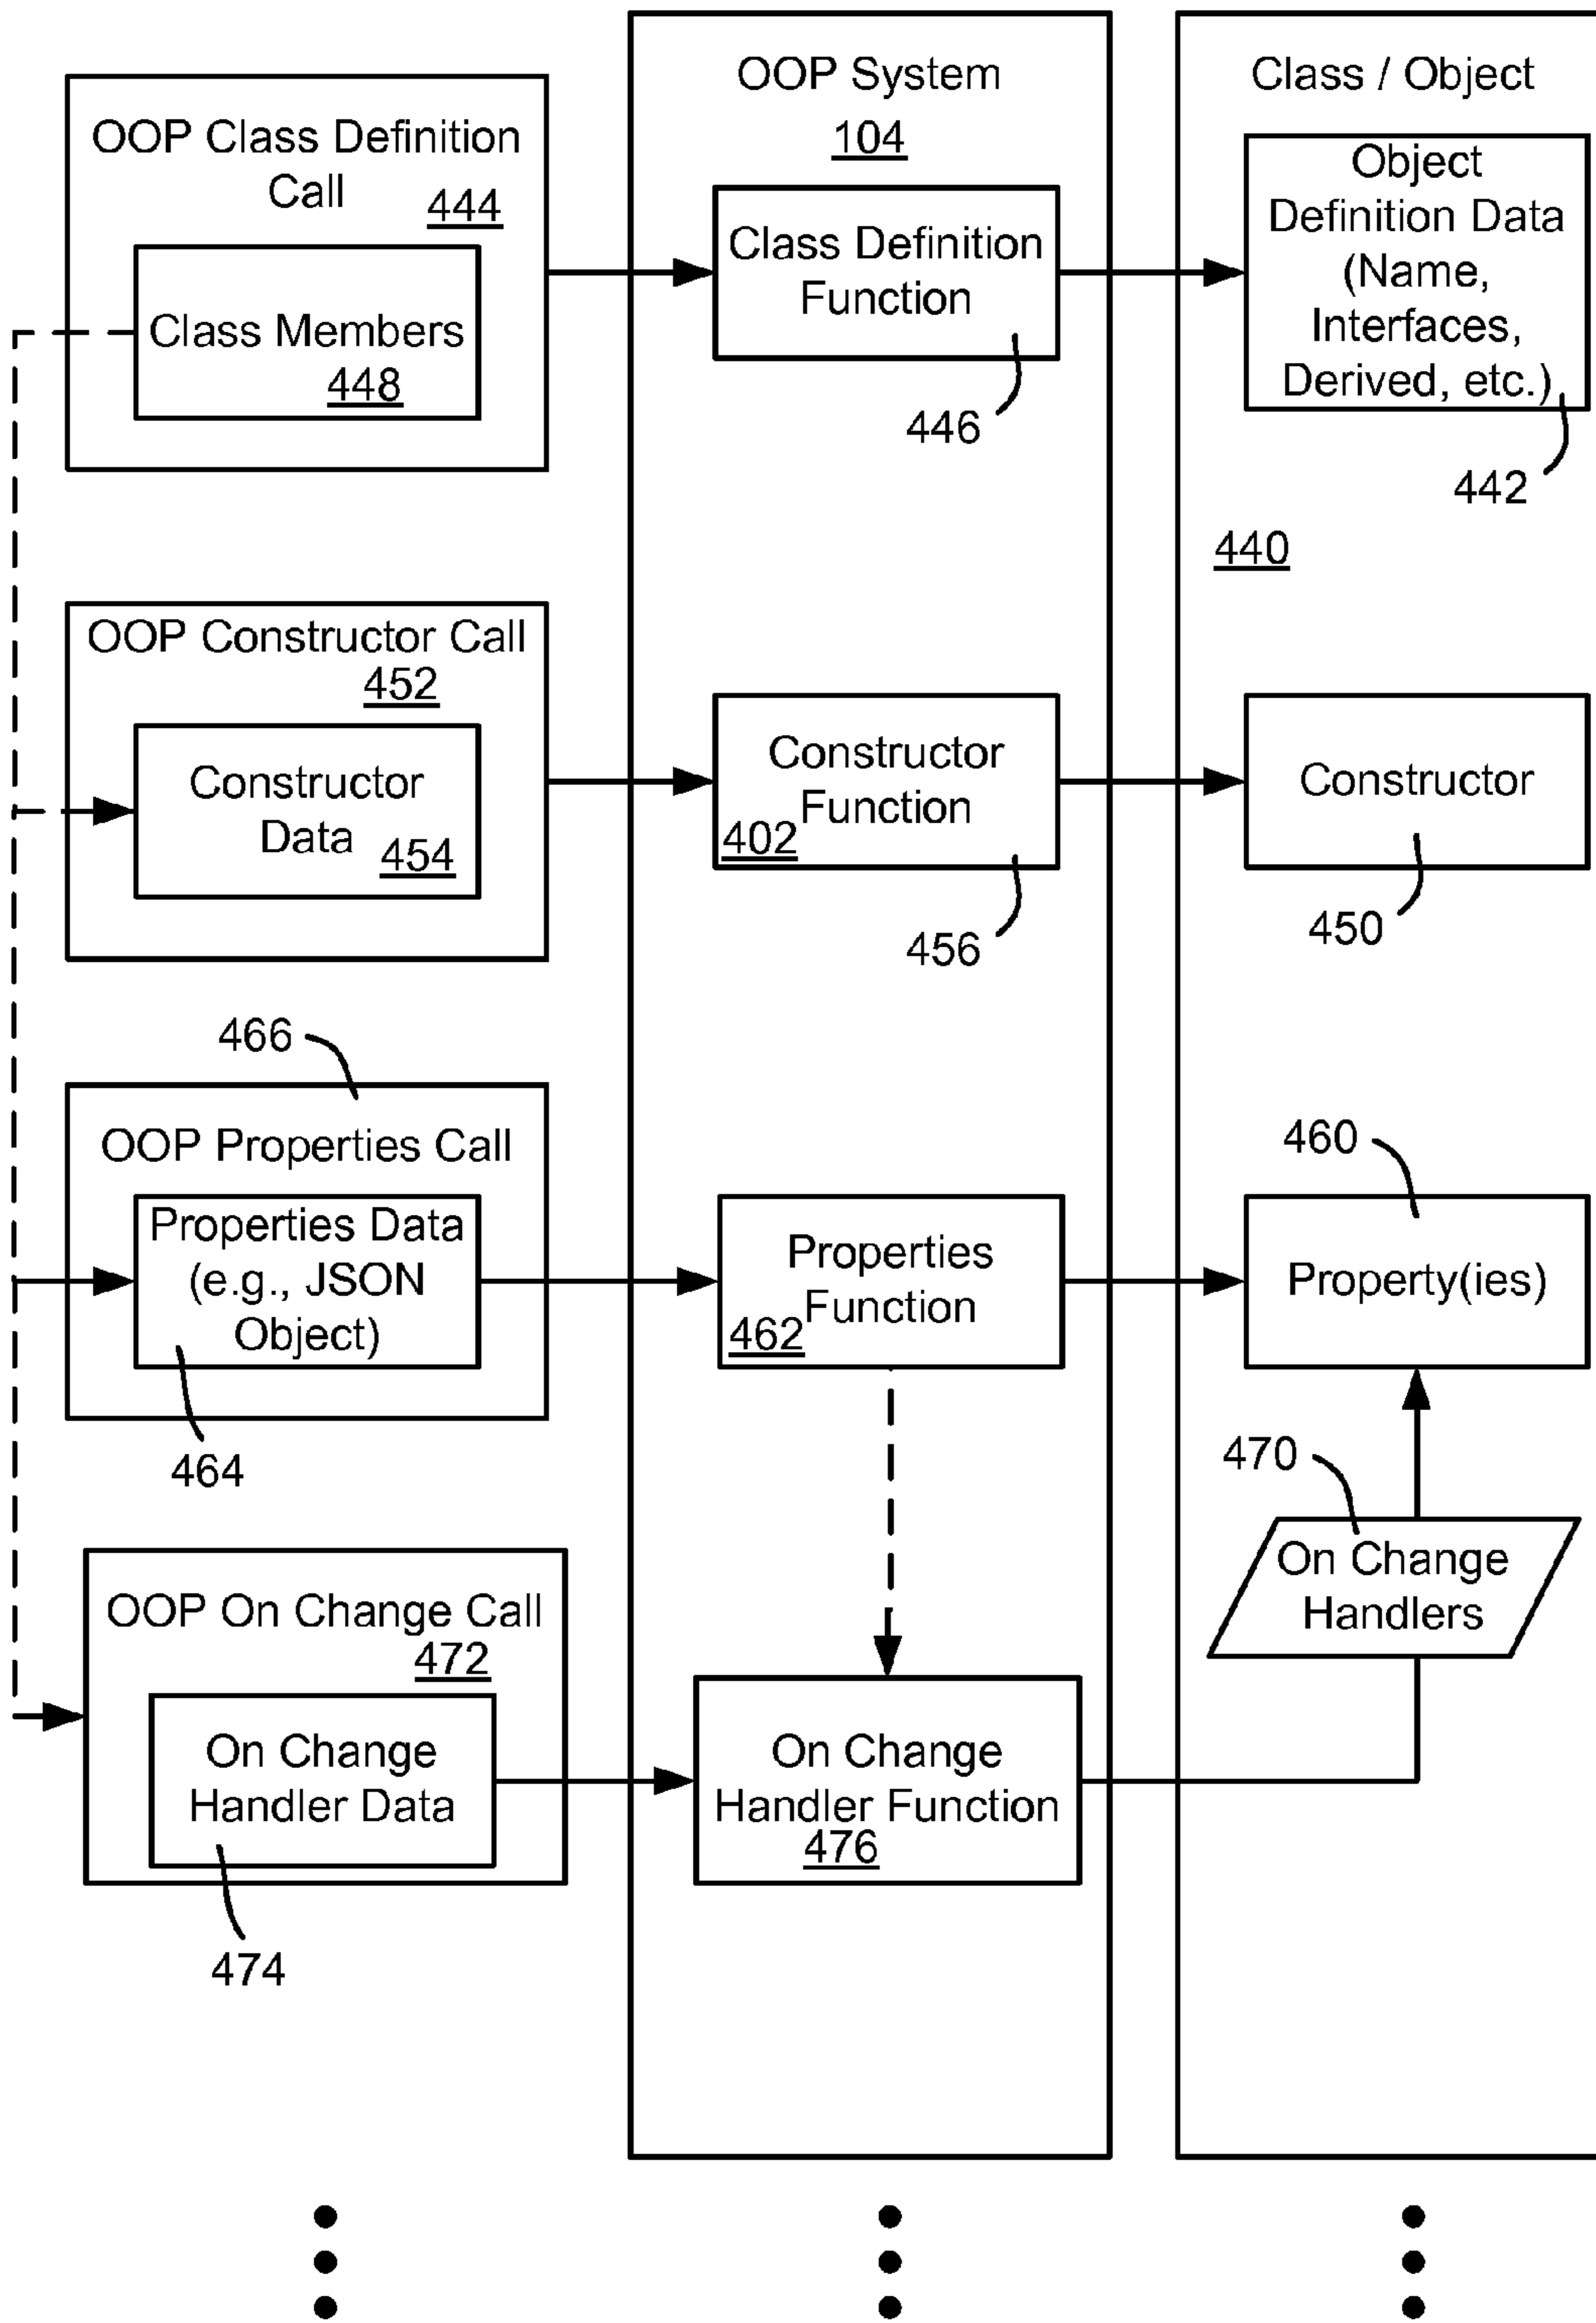 OOP Class Definition
Call
444
Class Members
448
OOP System
104
Class Definition
Function
446
Class / Object
Object
Definition Data
(Name,
Interfaces,
Derived, etc.)
442
440
OOP Constructor Call
452
Constructor
Data
454
Constructor
Function
402
456
Constructor
450
466
OOP Properties Call
Properties Data
(e.g., JSON
Object)
464
Properties
Function
462
460
Property(ies)
470
On Change
Handlers
OOP On Change Call
472
On Change
Handler Data
474
On Change
Handler Function
476